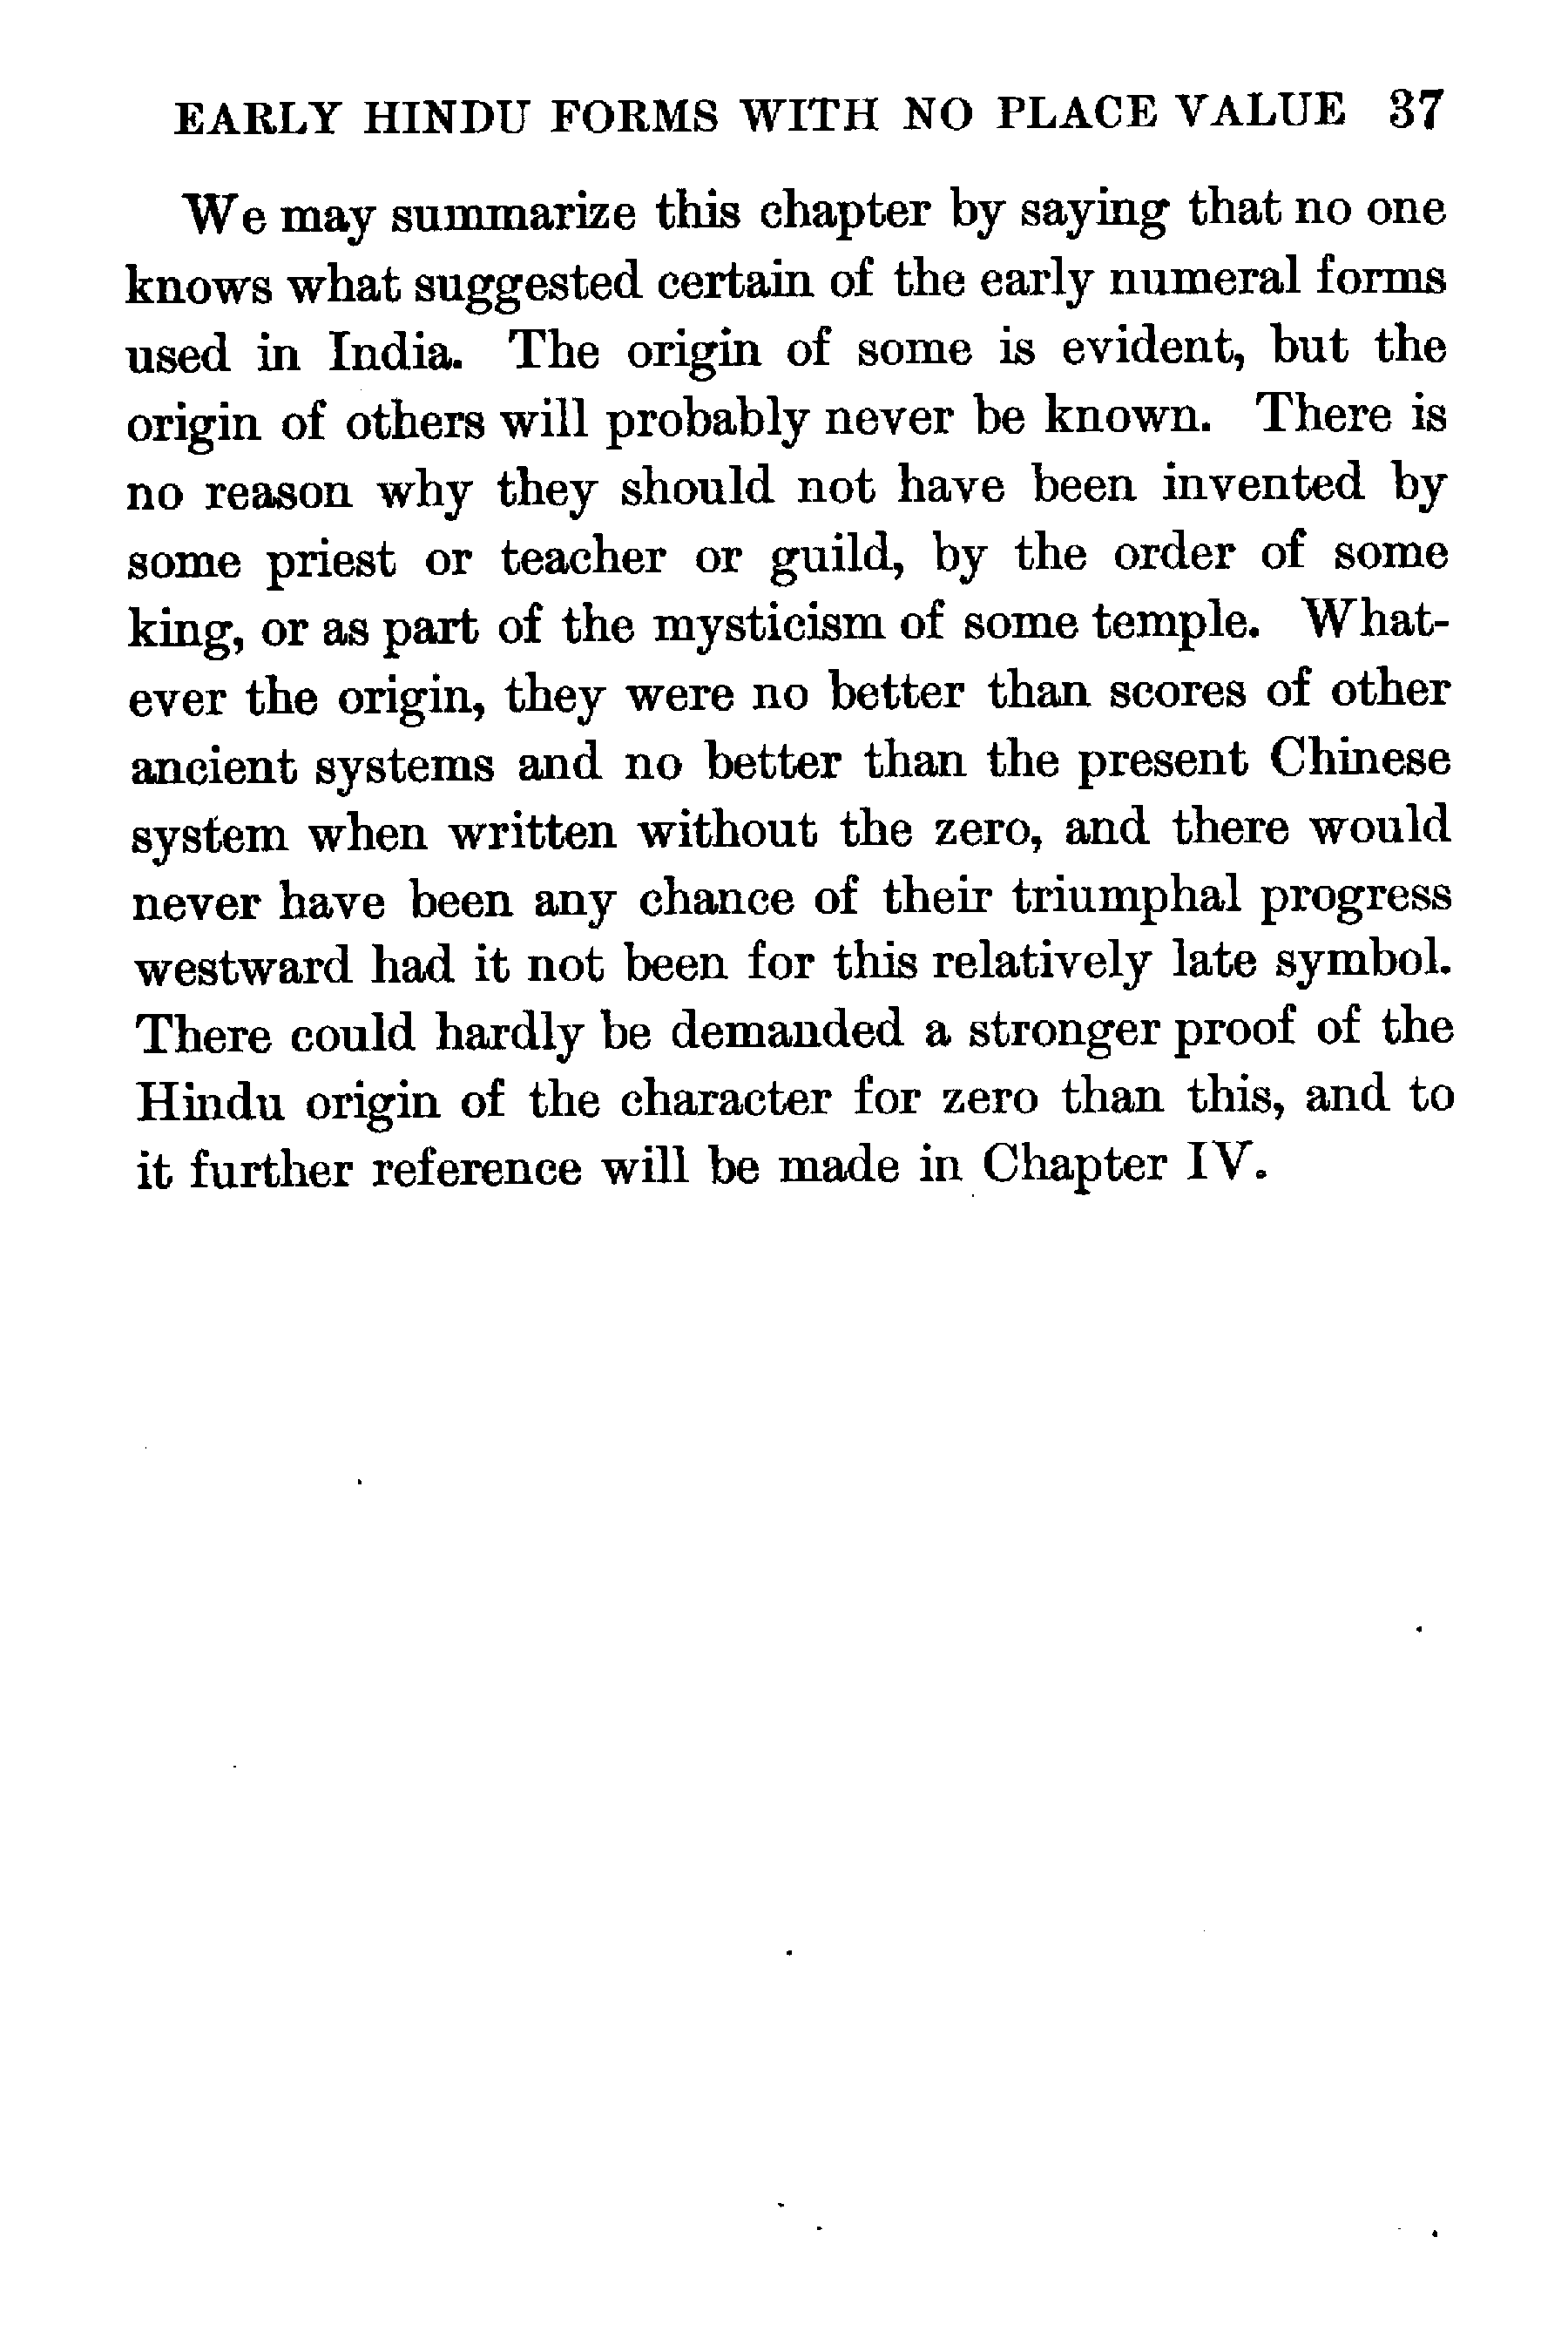 EARLY HINDU FORMS WITH NO PLACE VALUE 37
We may summarize this chapter by saying that no one
knows what suggested certain of the early numeral forms
used in India. The origin of some is evident, but the
origin of others will probably never be known. There is
no reason why they should not have been invented by
some priest or teacher or guild, by the order of some
king, or as part of the mysticism of some temple. What-
ever the origin, they were no better than scores of other
ancient systems and no better than the present Chinese
system when written without the zero, and there would
never have been any chance of their triumphal progress
westward had it not been for this relatively late symbol.
There could hardly be demanded a stronger proof of the
Hindu origin of the character for zero than this, and to
it further reference will be made in Chapter IV.